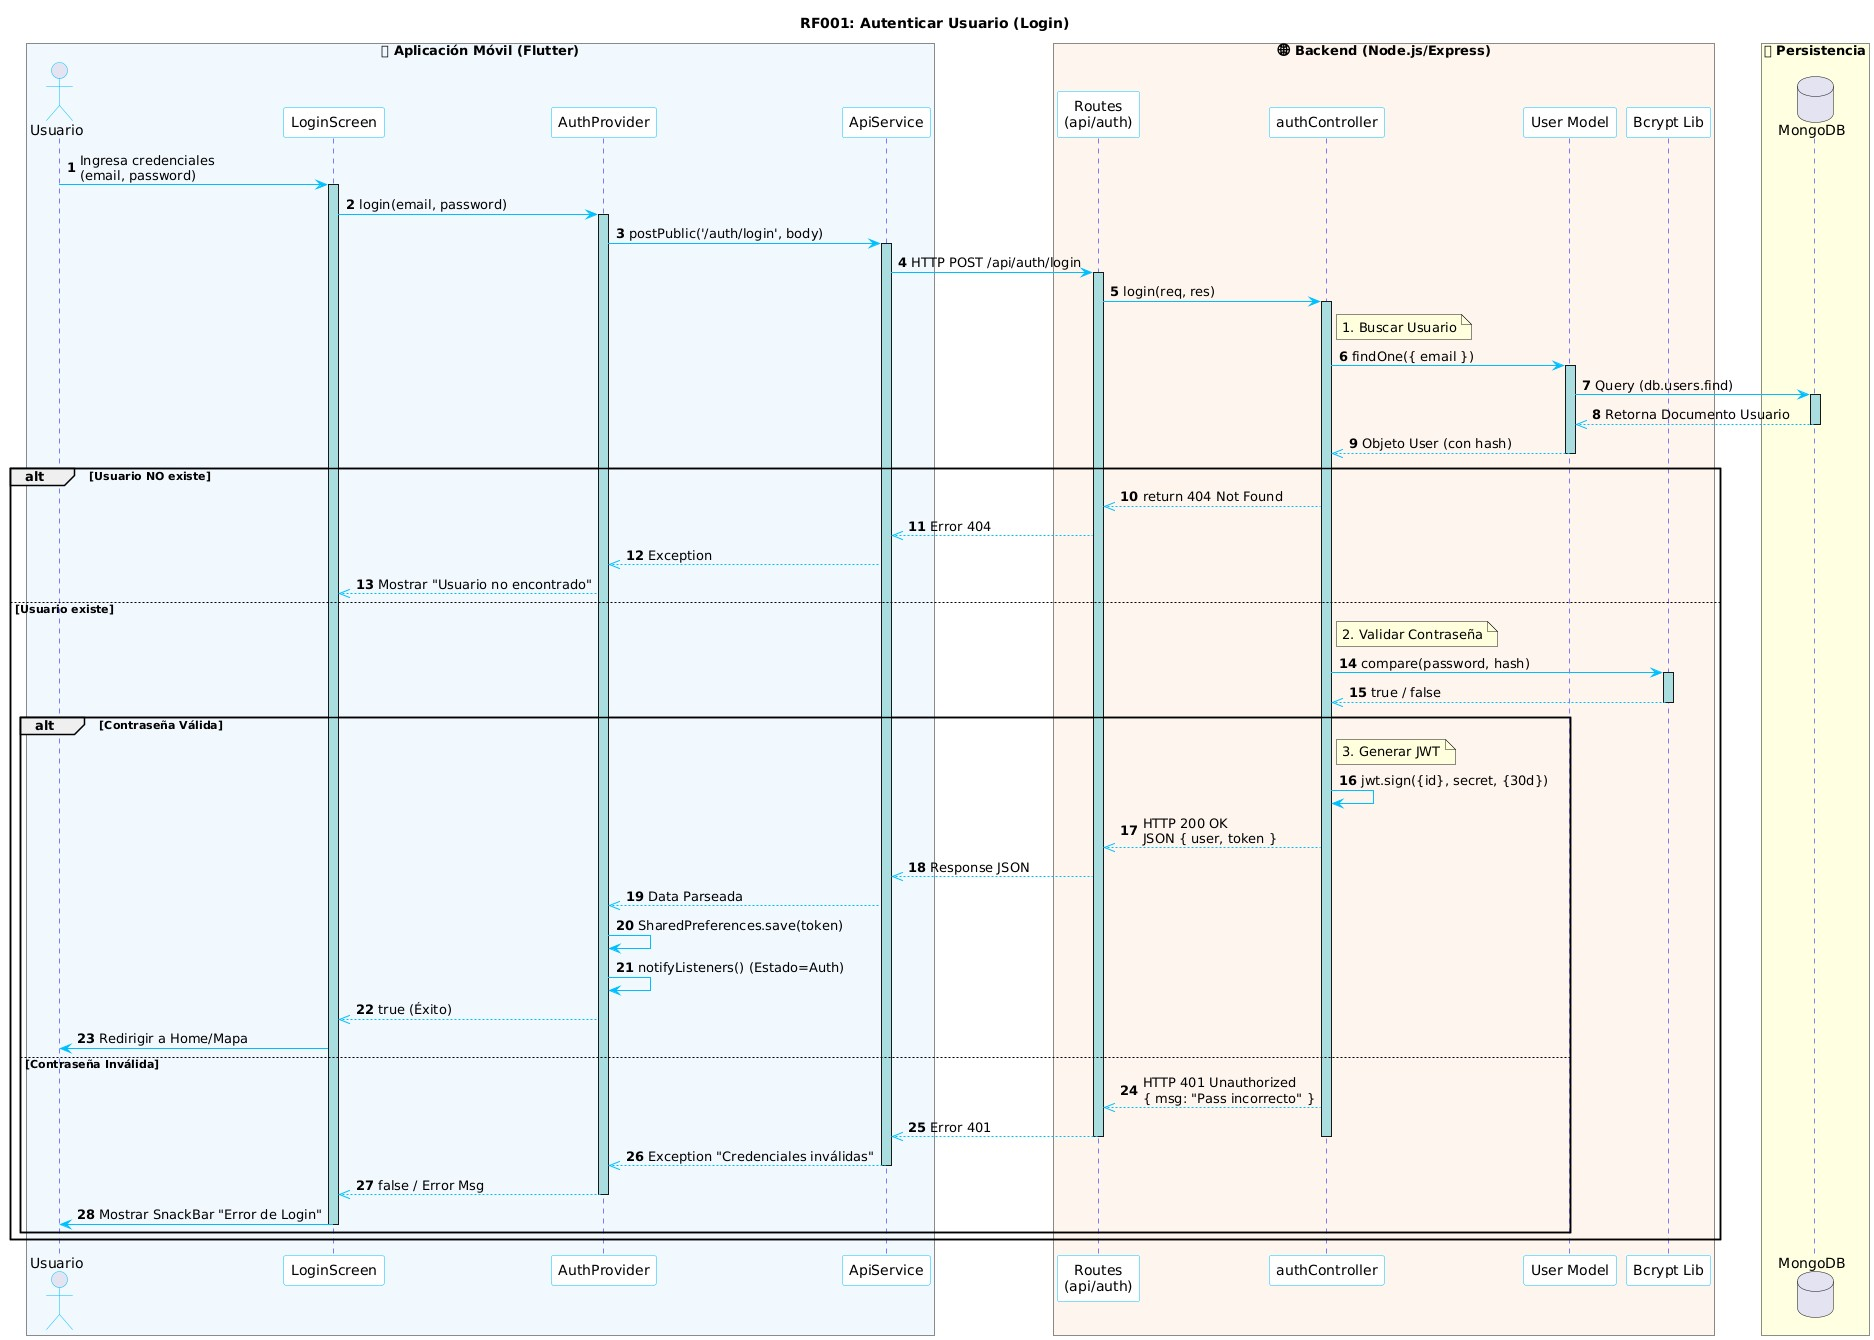 RF001: Autenticar Usuario (Login)
Aplicación Móvil (Flutter)
Backend (Node.js/Express)
Persistencia
Usuario
LoginScreen
AuthProvider
ApiService
Routes
(api/auth)
authController
User Model
Bcrypt Lib
MongoDB
1 Ingresa credenciales
(email, password)
2 login(email, password)
3 postPublic('/auth/login', body)
4 HTTP POST /api/auth/login
5 login(req, res)
1. Buscar Usuario
6 findOne({ email })
7 Query (db.users.find)
8 Retorna Documento Usuario
9 Objeto User (con hash)
alt [Usuario NO existe]
10 return 404 Not Found
11 Error 404
12 Exception
13 Mostrar "Usuario no encontrado"
[Usuario existe]
2. Validar Contraseña
14 compare(password, hash)
15 true / false
alt [Contraseña Válida]
3. Generar JWT
16 jwt.sign({id}, secret, {30d})
17 HTTP 200 OK
JSON { user, token }
18 Response JSON
19 Data Parseada
20 SharedPreferences.save(token)
21 notifyListeners() (Estado=Auth)
22 true (Éxito)
23 Redirigir a Home/Mapa
[Contraseña Inválida]
24 HTTP 401 Unauthorized
{ msg: "Pass incorrecto" }
25 Error 401
26 Exception "Credenciales inválidas"
27 false / Error Msg
28 Mostrar SnackBar "Error de Login"
Usuario
LoginScreen
AuthProvider
ApiService
Routes
(api/auth)
authController
User Model
Bcrypt Lib
MongoDB